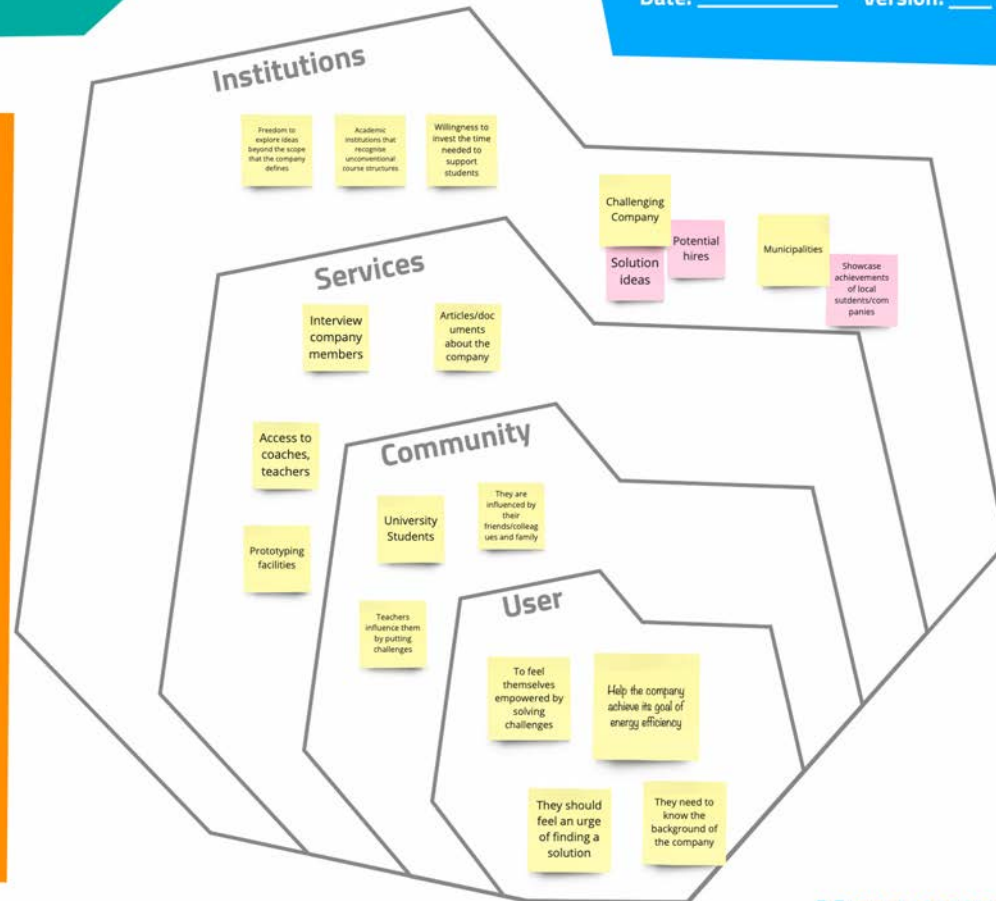 Date: ____________ Version: ____
Institutions
Freedom to
explore ideas
beyond the scope
that the company
defines
Academic
institutions that
recognise
unconventional
course structures
Willingness to
invest the time
needed to
support
students
Challenging
Company
Potential
hires
Solution
ideas
Municipalities
Showcase
achievements
of local
sutdents/com
panies
Services
Interview
company
members
Articles/doc
uments
about the
company
Access to
coaches,
teachers
Prototyping
facilities
Community
University
Students
They are
influenced by
their
friends/colleag
ues and family
Teachers
influence them
by putting
challenges
User
To feel
themselves
empowered by
solving
challenges
Help the company
achieve its goal of
energy efficiency
They should
feel an urge
of finding a
solution
They need to
know the
background of
the company